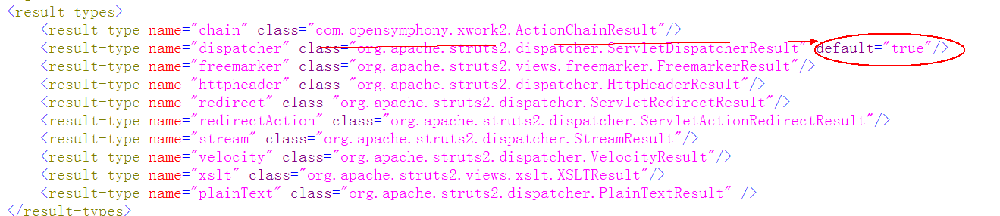 <result-types>
<result-type name="chain" class="com.opensymphony.xwork2.ActionChainResult"/>
<result-type name="dispatcher" class="org.apache.struts2.dispatcher.ServletDispatcherResult" default="true"/>
<result-type name="freemarker" class="org.apache.struts2.views.freemarker.FreemarkerResult"/>
<result-type name="httpheader" class="org.apache.struts2.dispatcher.HttpHeaderResult"/>
<result-type name="redirect" class="org.apache.struts2.dispatcher.ServletRedirectResult"/>
<result-type name="redirectAction" class="org.apache.struts2.dispatcher.ServletActionRedirectResult"/>
<result-type name="stream" class="org.apache.struts2.dispatcher.StreamResult"/>
<result-type name="velocity" class="org.apache.struts2.dispatcher.VelocityResult"/>
<result-type name="xslt" class="org.apache.struts2.views.xslt.XSLTResult"/>
<result-type name="plainText" class="org.apache.struts2.dispatcher.PlainTextResult" />
</result-types>